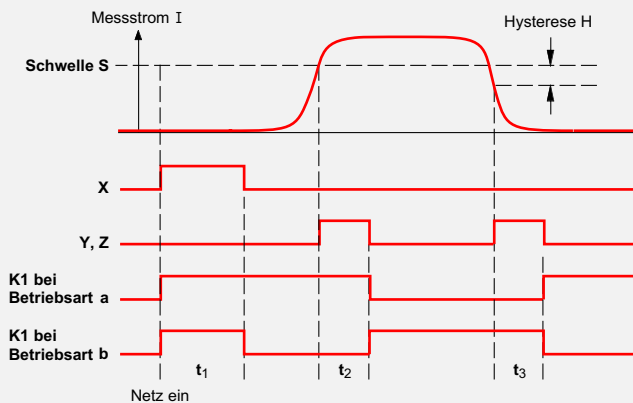 Messstrom I
Hysterese H
Schwelle S
X
Y, Z
K1 bei
Betriebsart a
K1 bei
Betriebsart b
t1
t2
t3
Netz ein